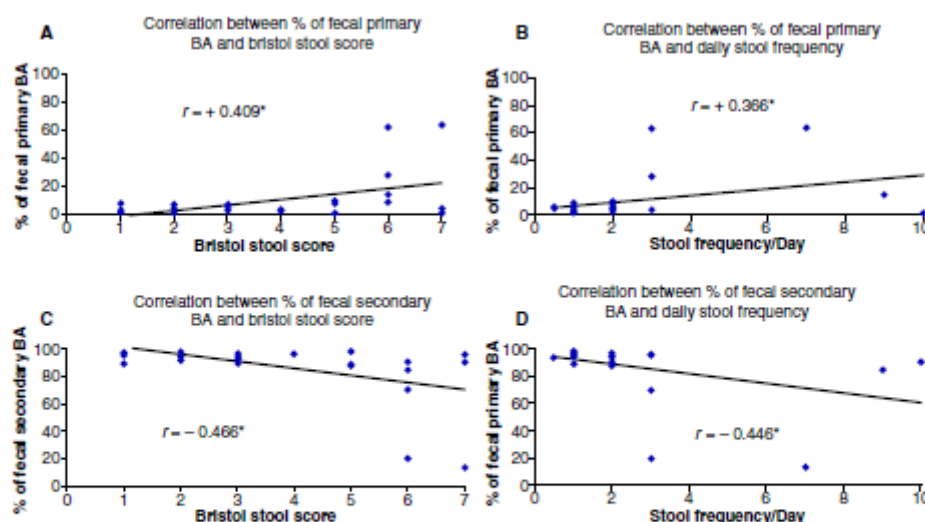 A
Correlation between % of fecal primary
BA and bristol stool score
% of fecal primary BA
100
80
60
40
20
0
r = + 0.409*
0 1 2 3 4 5 6 7
Bristol stool score
B
Correlation between % of fecal primary
BA and daily stool frequency
% of fecal primary BA
100
80
60
40
20
0
r = + 0.366*
0 2 4 6 8 10
Stool frequency/Day
C
Correlation between % of fecal secondary
BA and bristol stool score
% of fecal secondary BA
100
80
60
40
20
0
r = − 0.466*
0 1 2 3 4 5 6 7
Bristol stool score
D
Correlation between % of fecal secondary
BA and daily stool frequency
% of fecal primary BA
100
80
60
40
20
0
r = − 0.446*
0 2 4 6 8 10
Stool frequency/Day